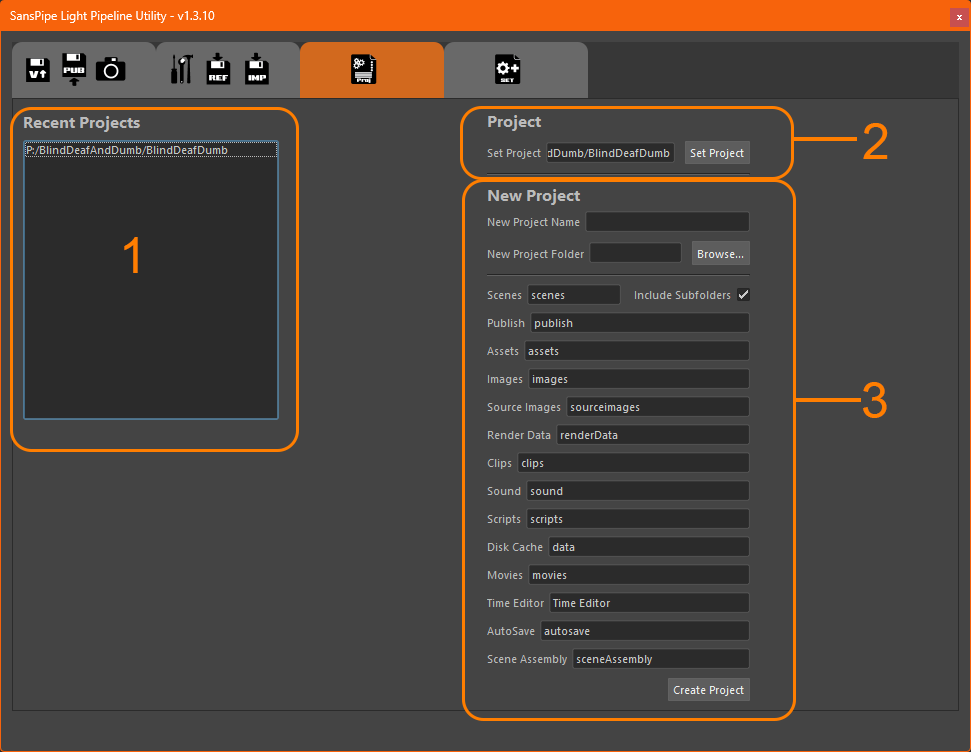 SansPipe Light Pipeline Utility - v1.3.10
x
V↑ PUB REF IMP Proj SET
Recent Projects
P:/BlindDeafAndDumb/BlindDeafDumb
1
Project
Set Project dDumb/BlindDeafDumb Set Project
2
New Project
New Project Name
New Project Folder Browse...
Scenes scenes Include Subfolders
Publish publish
Assets assets
Images images
Source Images sourceimages
3
Render Data renderData
Clips clips
Sound sound
Scripts scripts
Disk Cache data
Movies movies
Time Editor Time Editor
AutoSave autosave
Scene Assembly sceneAssembly
Create Project